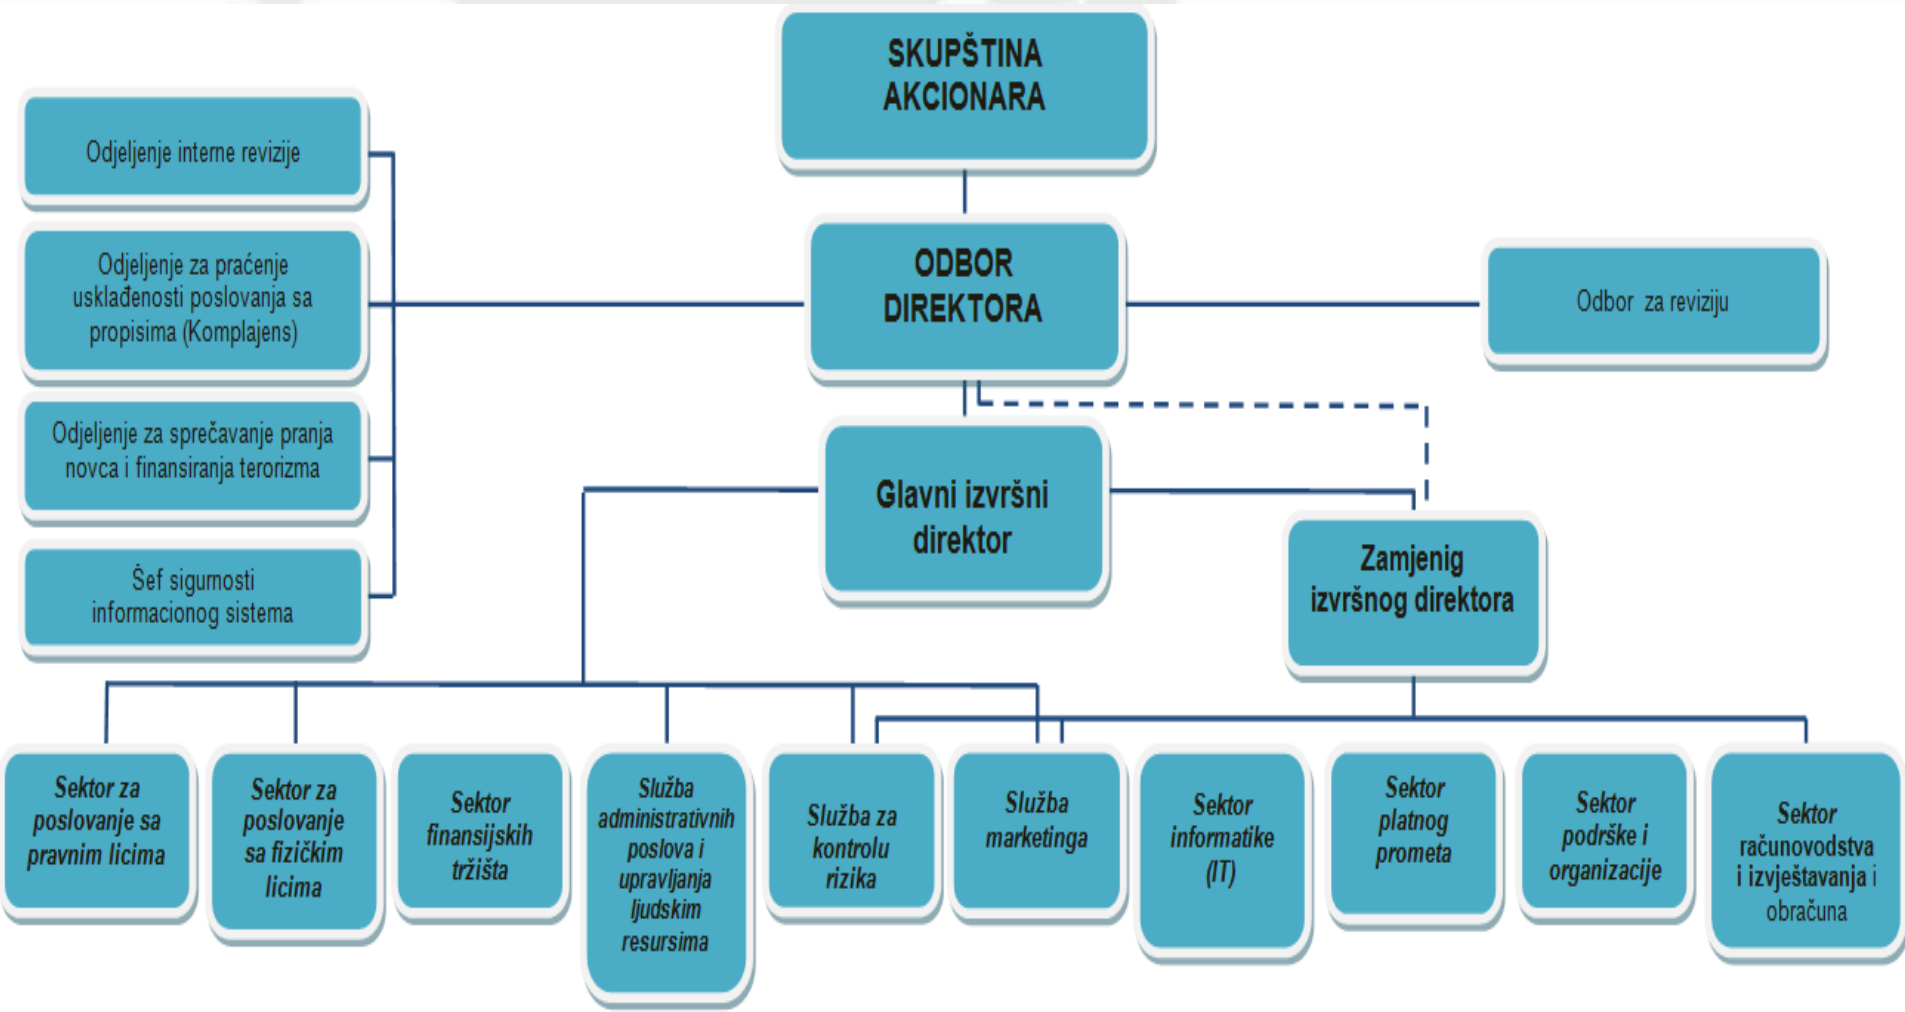 SKUPŠTINA
AKCIONARA
Odjeljenje interne revizije
Odjeljenje za praćenje
usklađenosti poslovanja sa
propisima (Komplajens)
Odjeljenje za sprečavanje pranja
novca i finansiranja terorizma
Šef sigurnosti
informacionog sistema
ODBOR
DIREKTORA
Odbor za reviziju
Glavni izvršni
direktor
Zamjenig
izvršnog direktora
Sektor za
poslovanje sa
pravnim licima
Sektor za
poslovanje
sa fizičkim
licima
Sektor
finansijskih
tržišta
Služba
administrativnih
poslova i
upravljanja
ljudskim
resursima
Služba za
kontrolu
rizika
Služba
marketinga
Sektor
informatike
(IT)
Sektor
platnog
prometa
Sektor
podrške i
organizacije
Sektor
računovodstva
i izvještavanja i
obračuna